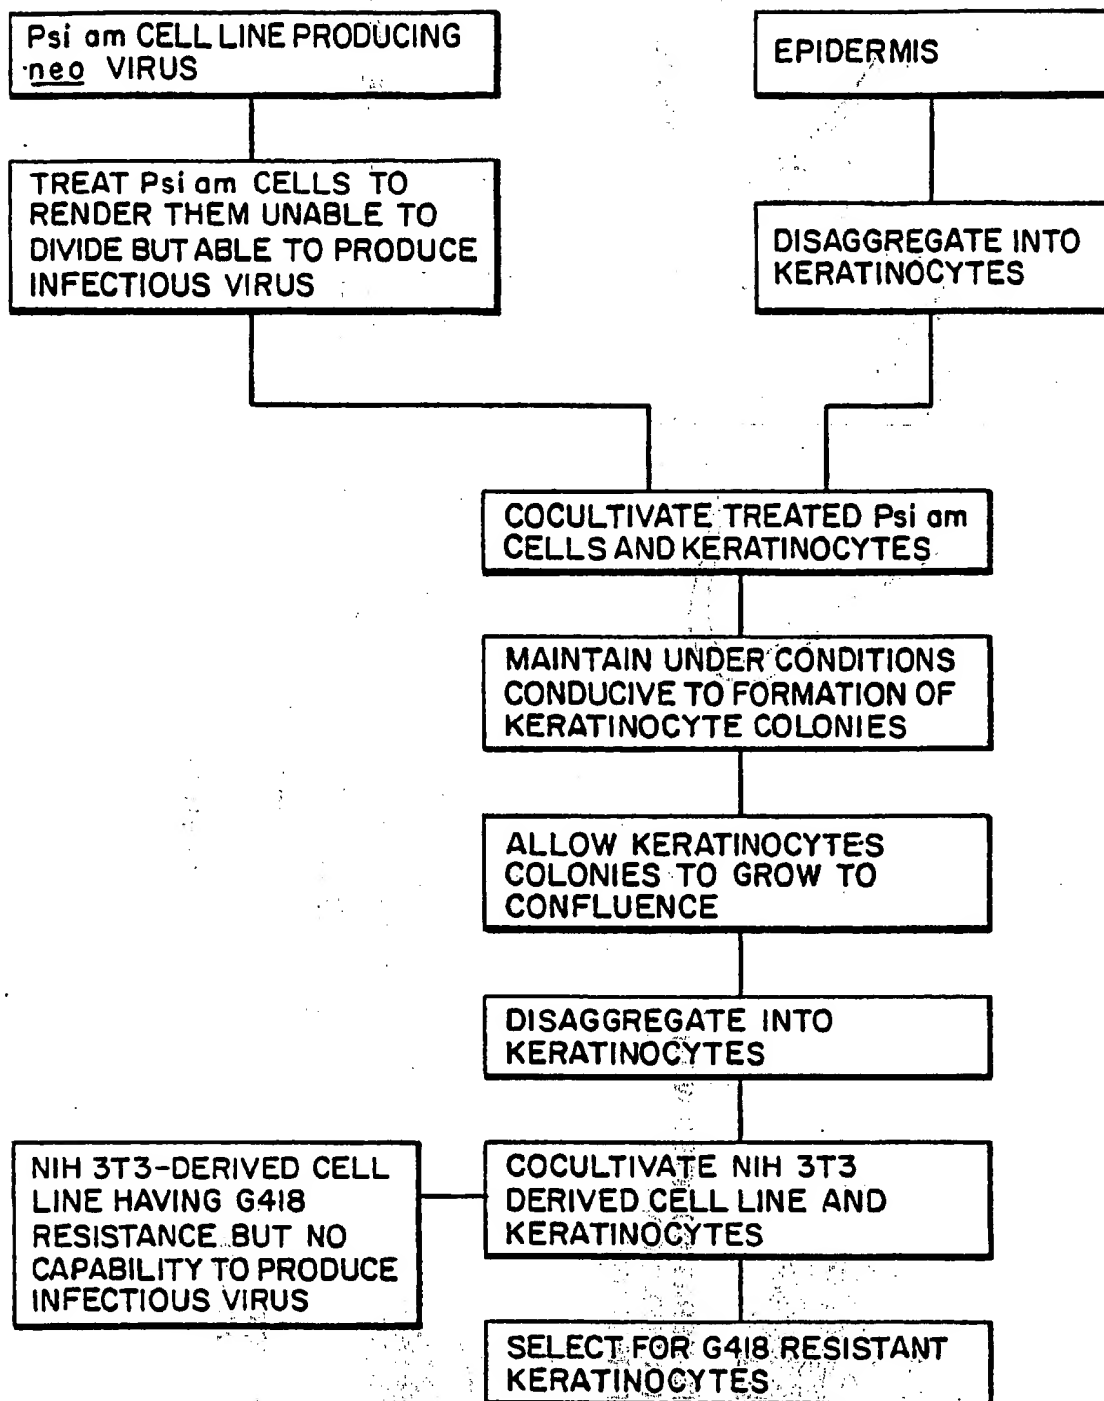 Psi am CELL LINE PRODUCING
neo VIRUS
EPIDERMIS
TREAT Psi am CELLS TO
RENDER THEM UNABLE TO
DIVIDE BUT ABLE TO PRODUCE
INFECTIOUS VIRUS
DISAGGREGATE INTO
KERATINOCYTES
COCULTIVATE TREATED Psi am
CELLS AND KERATINOCYTES
MAINTAIN UNDER CONDITIONS
CONDUCIVE TO FORMATION OF
KERATINOCYTE COLONIES
ALLOW KERATINOCYTES
COLONIES TO GROW TO
CONFLUENCE
DISAGGREGATE INTO
KERATINOCYTES
NIH 3T3-DERIVED CELL
LINE HAVING G418
RESISTANCE BUT NO
CAPABILITY TO PRODUCE
INFECTIOUS VIRUS
COCULTIVATE NIH 3T3
DERIVED CELL LINE AND
KERATINOCYTES
SELECT FOR G418 RESISTANT
KERATINOCYTES